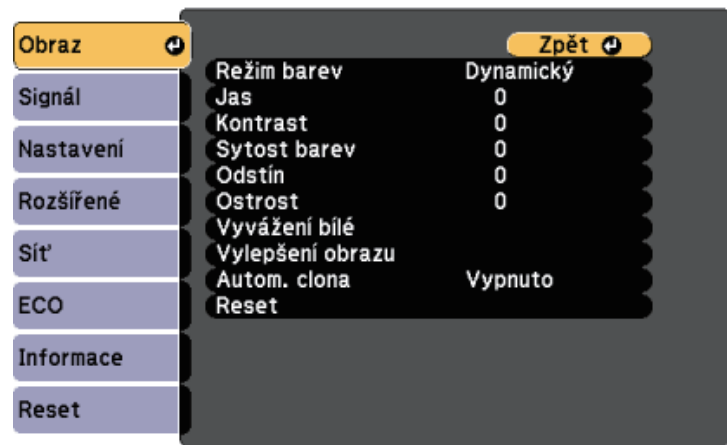 Obraz
Signál
Nastavení
Rozšířené
Síť
ECO
Informace
Reset
Zpět
Režim barev Dynamický
Jas 0
Kontrast 0
Sytost barev 0
Odstín 0
Ostrost 0
Vyvážení bílé
Vylepšení obrazu
Autom. clona Vypnuto
Reset